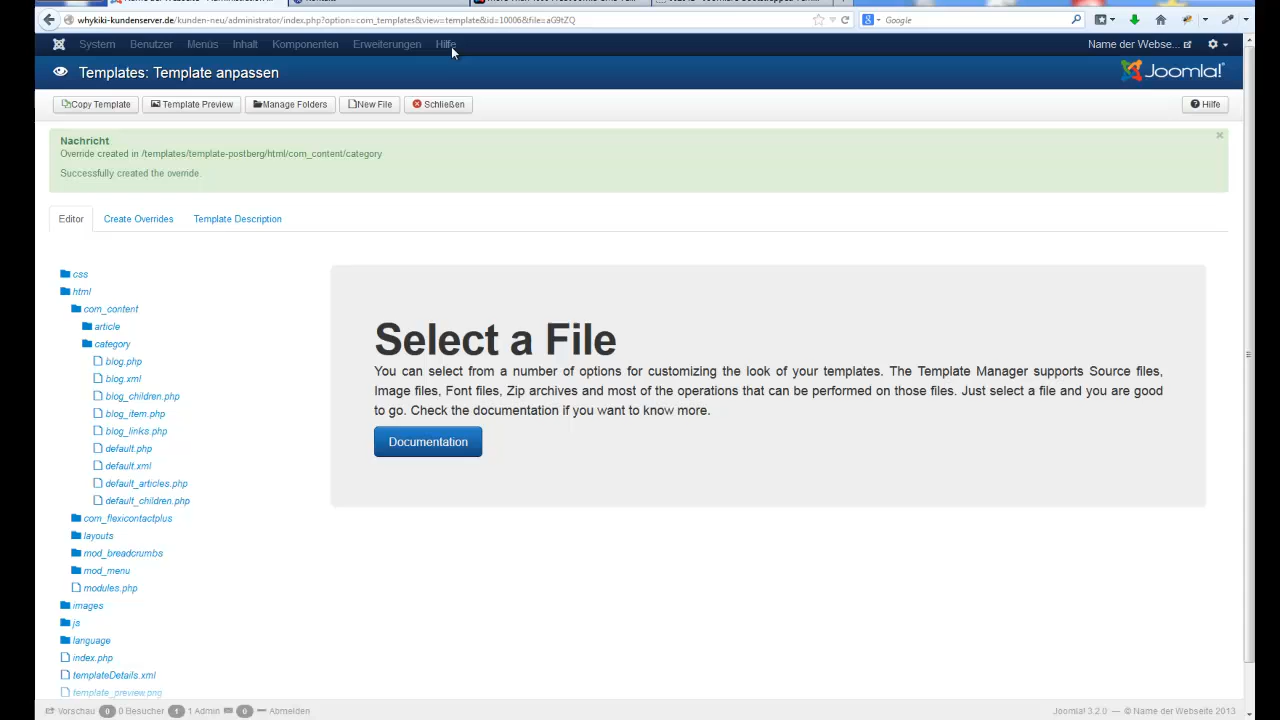 whykiki-kundenserver.de/kunden-neu/administrator/index.php?option=com_templates&view=template&id=10006&file=aG9tZQ
Google
System Benutzer Menüs Inhalt Komponenten Erweiterungen Hilfe
Name der Webse...
Templates: Template anpassen
Joomla!
Copy Template
Template Preview
Manage Folders
New File
Schließen
Hilfe
Nachricht
Override created in /templates/template-postberg/html/com_content/category
Successfully created the override.
Editor
Create Overrides
Template Description
css
html
com_content
article
category
blog.php
blog.xml
blog_children.php
blog_item.php
blog_links.php
default.php
default.xml
default_articles.php
default_children.php
com_flexicontactplus
layouts
mod_breadcrumbs
mod_menu
modules.php
images
js
language
index.php
templateDetails.xml
template_preview.png
Select a File
You can select from a number of options for customizing the look of your templates. The Template Manager supports Source files,
Image files, Font files, Zip archives and most of the operations that can be performed on those files. Just select a file and you are good
to go. Check the documentation if you want to know more.
Documentation
Vorschau 0 0 Besucher 1 1 Admin 0 Abmelden
Joomla! 3.2.0 — © Name der Webseite 2013